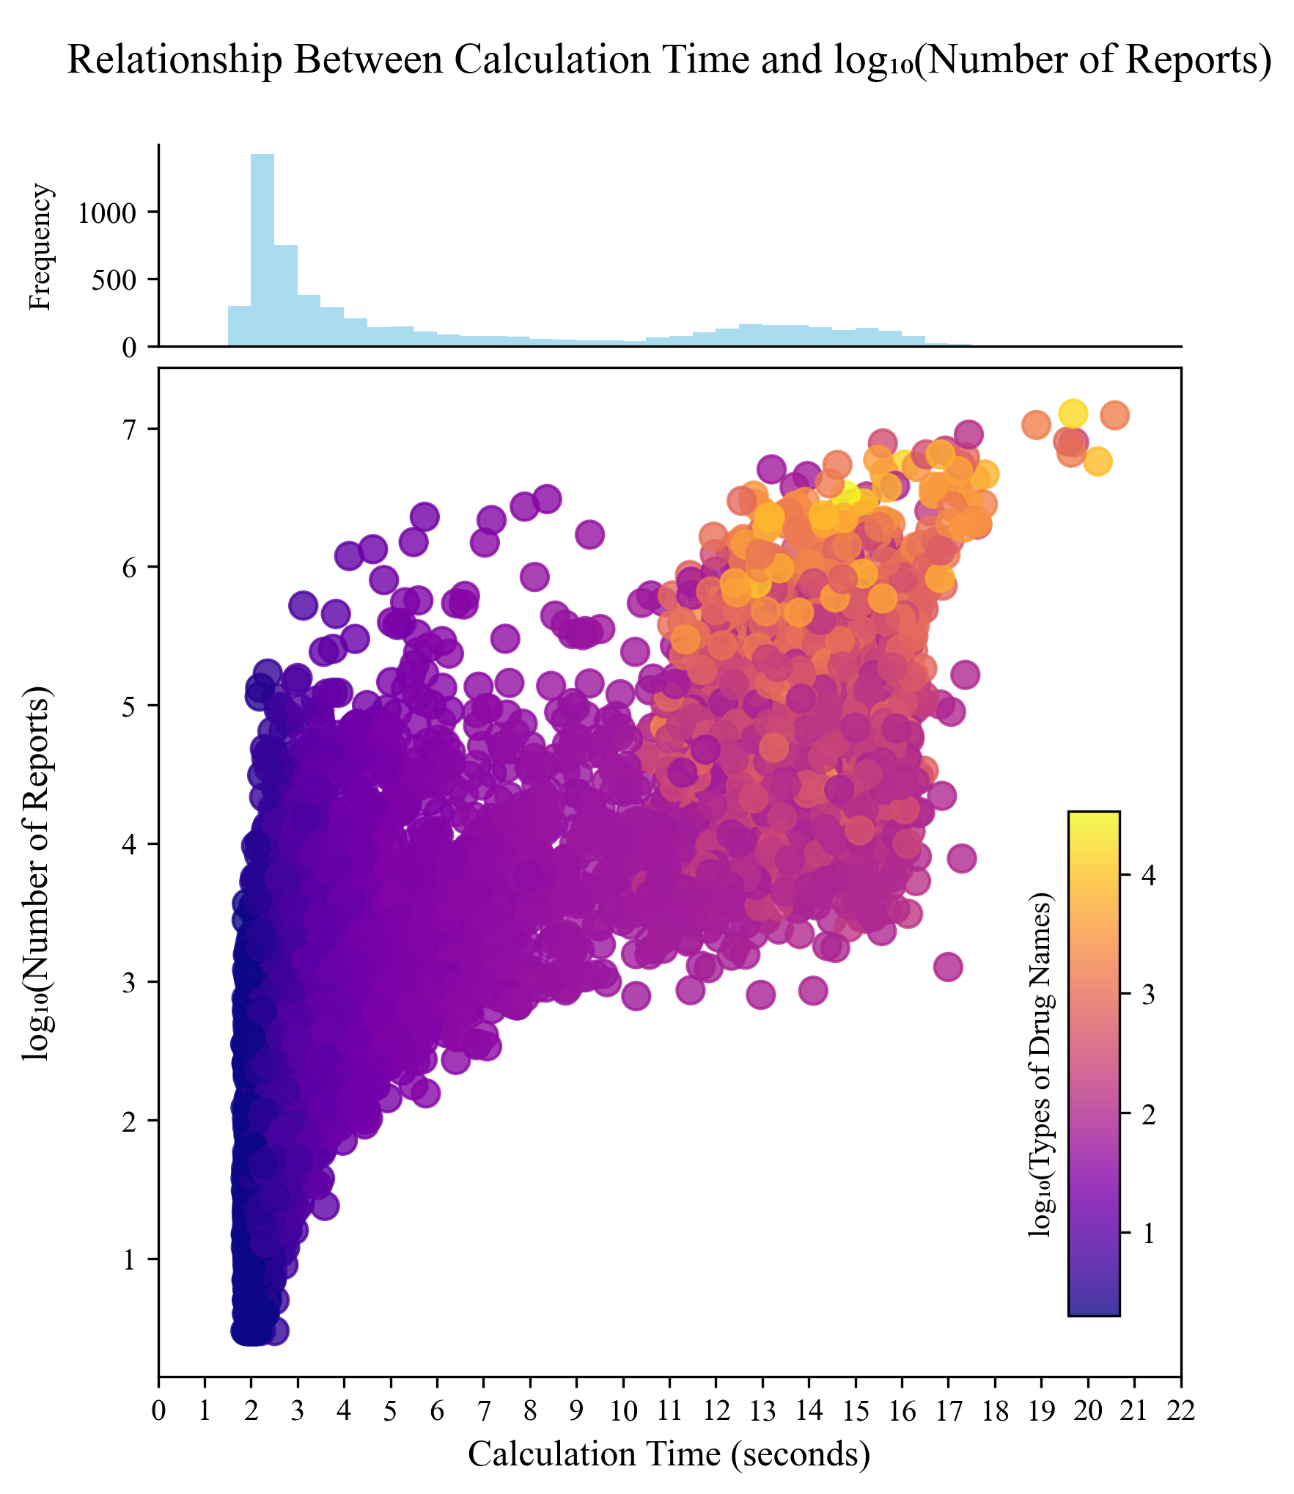 Relationship Between Calculation Time and log₁₀(Number of Reports)
Frequency
1000
500
0
log₁₀(Number of Reports)
7
6
5
4
3
2
1
log₁₀(Types of Drug Names)
4
3
2
1
0 1 2 3 4 5 6 7 8 9 10 11 12 13 14 15 16 17 18 19 20 21 22
Calculation Time (seconds)